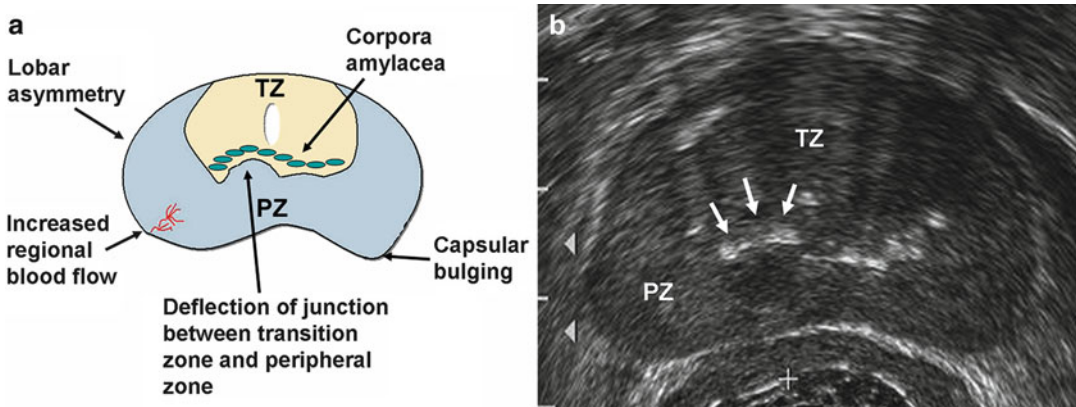 a
Lobar
asymmetry
Corpora
amylacea
TZ
PZ
Increased
regional
blood flow
Capsular
bulging
Deflection of junction
between transition
zone and peripheral
zone
b
TZ
PZ